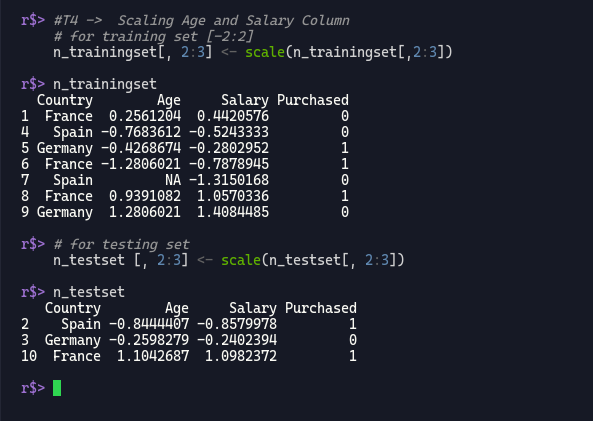 r$> #T4 ->  Scaling Age and Salary Column
    # for training set [-2:2]
    n_trainingset[, 2:3] <- scale(n_trainingset[,2:3])
r$> n_trainingset
  Country        Age     Salary Purchased
1  France  0.2561204  0.4420576         0
4   Spain -0.7683612 -0.5243333         0
5 Germany -0.4268674 -0.2802952         1
6  France -1.2806021 -0.7878945         1
7   Spain         NA -1.3150168         0
8  France  0.9391082  1.0570336         1
9 Germany  1.2806021  1.4084485         0
r$> # for testing set
    n_testset [, 2:3] <- scale(n_testset[, 2:3])
r$> n_testset
   Country        Age     Salary Purchased
2    Spain -0.8444407 -0.8579978         1
3  Germany -0.2598279 -0.2402394         0
10  France  1.1042687  1.0982372         1
r$>